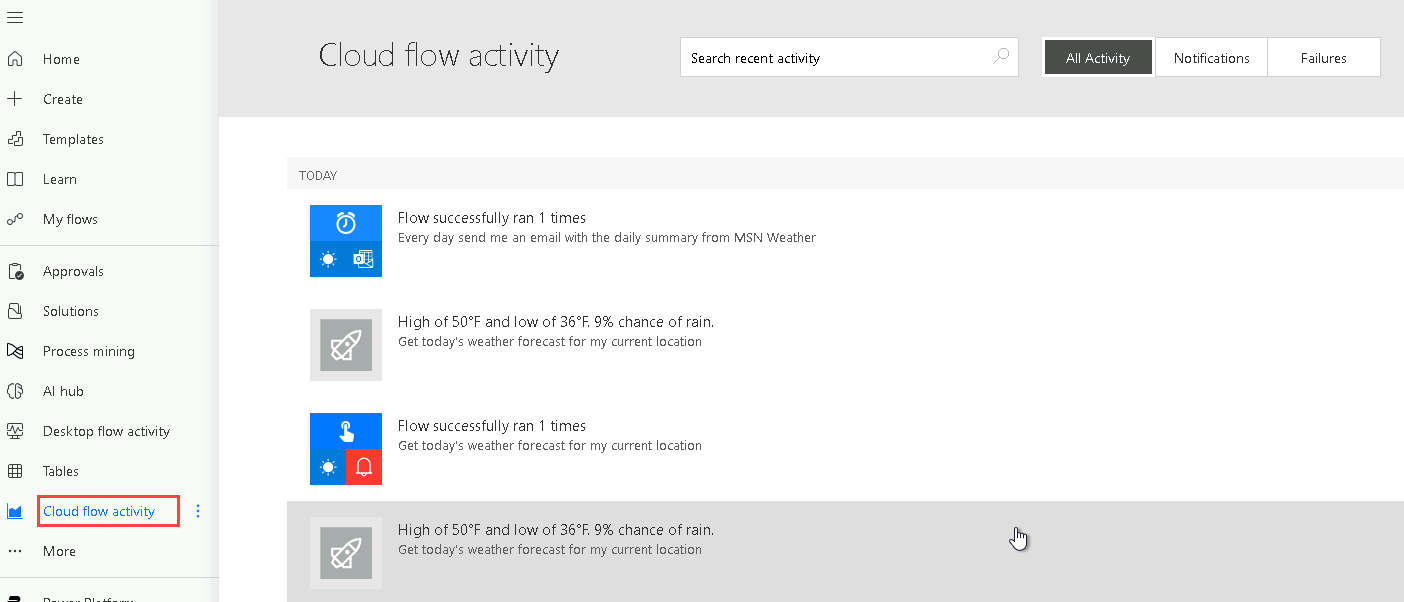 Home
Create
Templates
Learn
My flows
Approvals
Solutions
Process mining
AI hub
Desktop flow activity
Tables
Cloud flow activity
More
Power Platform
Cloud flow activity
Search recent activity
All Activity
Notifications
Failures
TODAY
Flow successfully ran 1 times
Every day send me an email with the daily summary from MSN Weather
High of 50°F and low of 36°F. 9% chance of rain.
Get today's weather forecast for my current location
Flow successfully ran 1 times
Get today's weather forecast for my current location
High of 50°F and low of 36°F. 9% chance of rain.
Get today's weather forecast for my current location